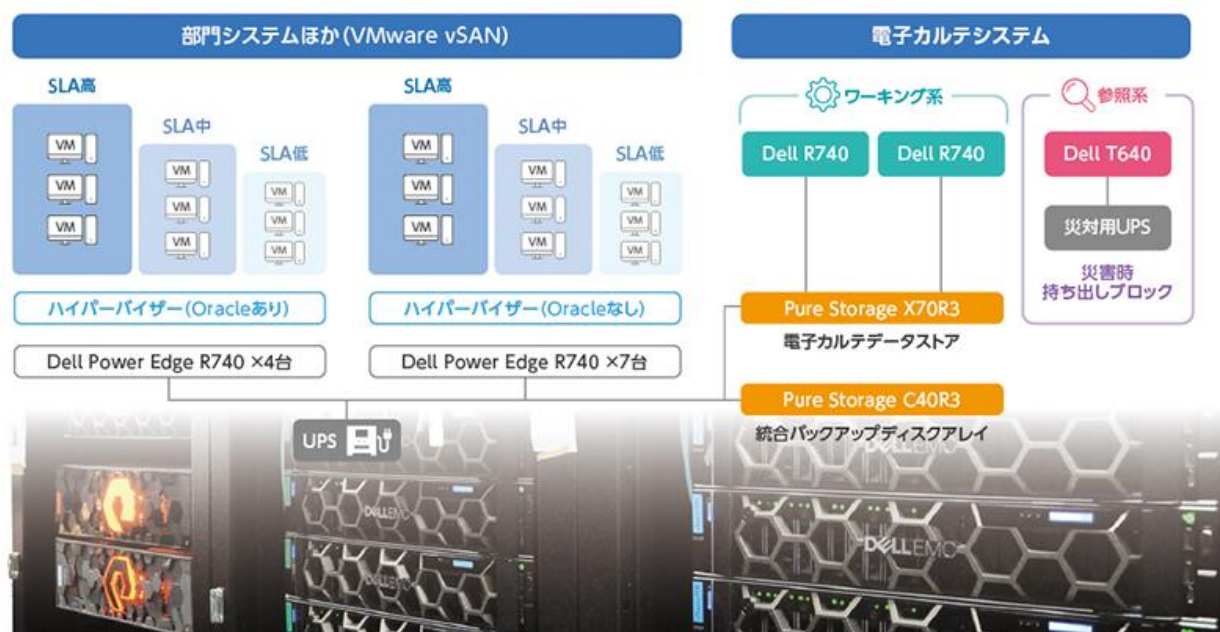 部門システムほか(VMware vSAN)
SLA高
VM
VM
VM
SLA中
VM
VM
VM
SLA低
VM
VM
VM
ハイパーバイザー(Oracleあり)
Dell Power Edge R740 ×4台
SLA高
VM
VM
VM
SLA中
VM
VM
VM
SLA低
VM
VM
VM
ハイパーバイザー(Oracleなし)
Dell Power Edge R740 ×7台
UPS
電子カルテシステム
ワーキング系
Dell R740
Dell R740
参照系
Dell T640
災対用UPS
災害時
持ち出しブロック
Pure Storage X70R3
電子カルテデータストア
Pure Storage C40R3
統合バックアップディスクアレイ
DELLEMC
DELLEMC
DELLEMC